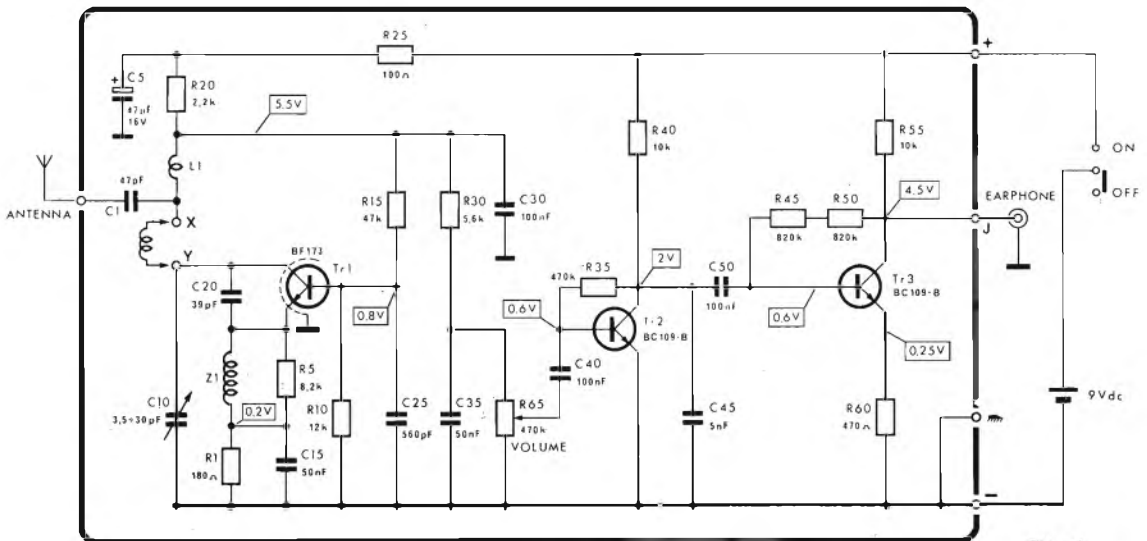 R25
100Ω
+
+
C5
47µF
16V
R20
2,2k
5.5V
R40
10k
R55
10k
ON
OFF
L1
47pF
C1
ANTENNA
X
Y
R15
47k
R30
5,6k
C30
100nF
R45
820k
R50
820k
4.5V
EARPHONE
J
BF173
Tr1
C20
39pF
0.8V
470k
R35
2V
C50
100nF
0.6V
Tr2
BC109-B
0.6V
Tr3
BC109-B
0,25V
Z1
R5
8,2k
C40
100nF
C10
3,5÷30pF
0.2V
R10
12k
C25
560pF
C35
50nF
R65
470k
VOLUME
C45
5nF
R60
470Ω
9Vdc
R1
180Ω
C15
50nF
−